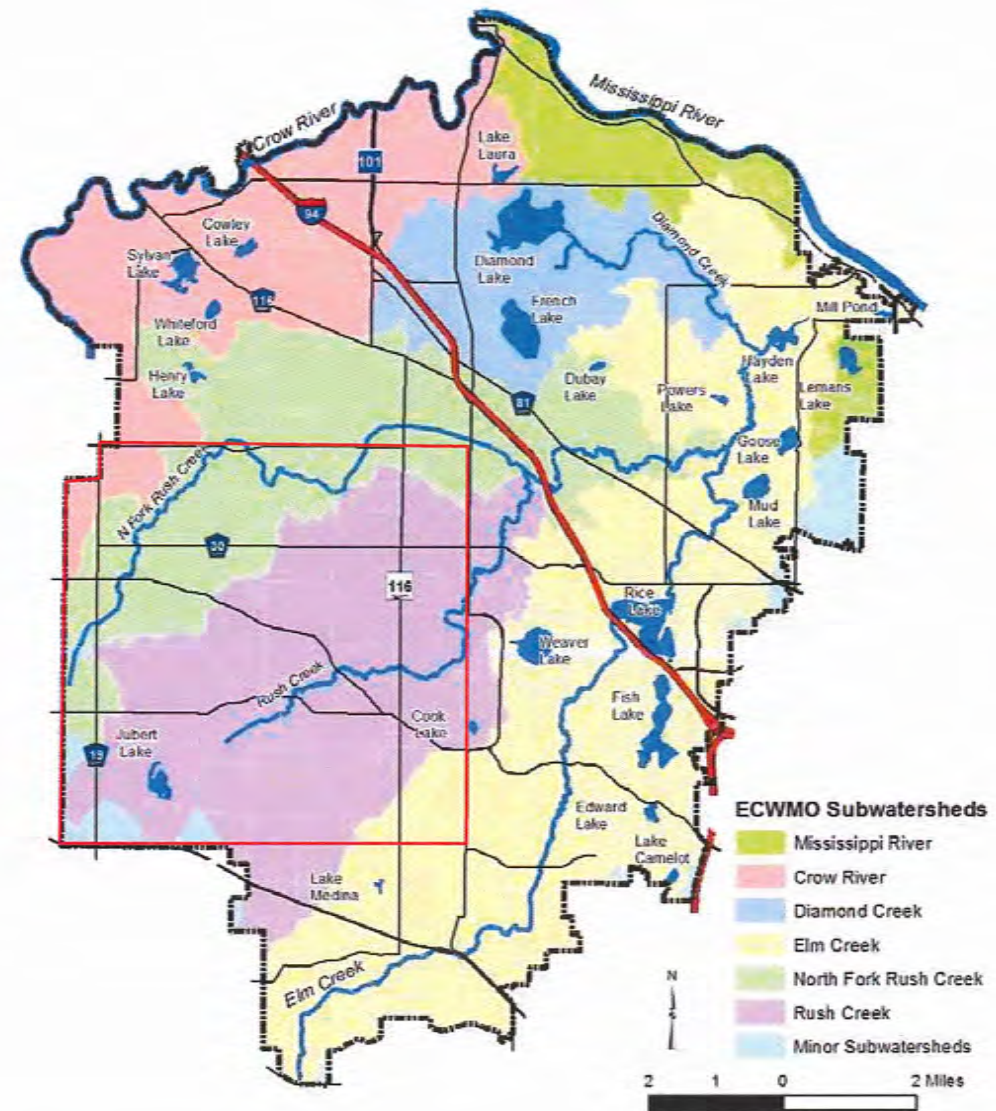 Mississippi River
Crow River
Lake
Laura
101
94
Cowley
Lake
Sylvan
Lake
Diamond Creek
Diamond
Lake
116
French
Lake
Mill Pond
Whiteford
Lake
Hayden
Lake
Henry
Lake
Dubay
Lake
Powers
Lake
Lemans
Lake
81
Goose
Lake
N Fork Rush Creek
Mud
Lake
30
116
Rice
Lake
Weaver
Lake
Rush Creek
Fish
Lake
Cook
Lake
Jubert
Lake
19
Edward
Lake
Lake
Camelot
Lake
Medina
Elm Creek
ECWMO Subwatersheds
Mississippi River
Crow River
Diamond Creek
Elm Creek
North Fork Rush Creek
Rush Creek
Minor Subwatersheds
N
2 1 0 2 Miles